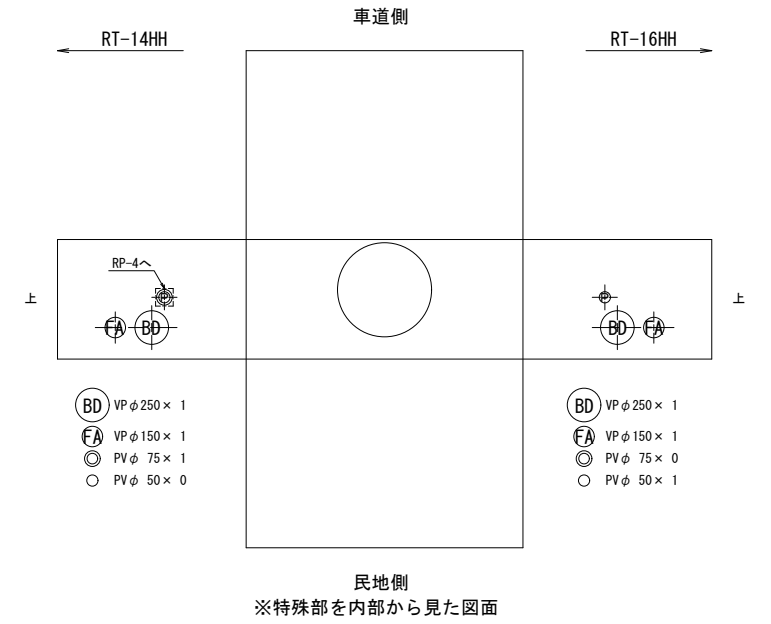 車道側
RT-14HH
RT-16HH
RP-4へ
上
上
P
P
FA
BD
BD
FA
BD VPφ250× 1
FA VPφ150× 1
PVφ 75× 1
PVφ 50× 0
BD VPφ250× 1
FA VPφ150× 1
PVφ 75× 0
PVφ 50× 1
民地側
※特殊部を内部から見た図面